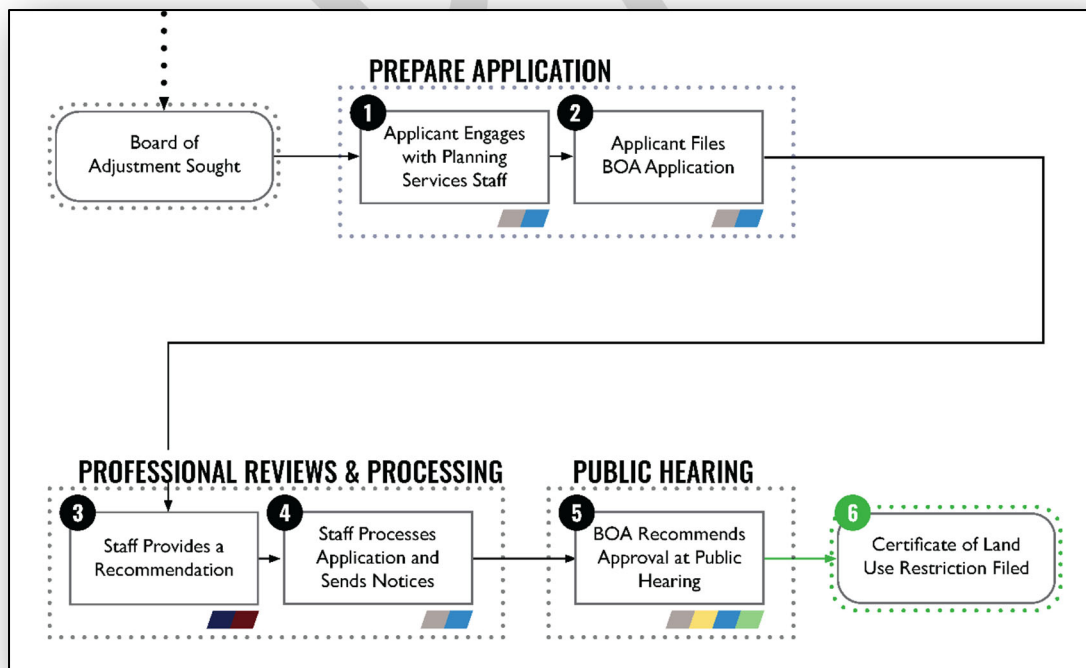 PREPARE APPLICATION
Board of
Adjustment Sought
1
Applicant Engages
with Planning
Services Staff
2
Applicant Files
BOA Application
PROFESSIONAL REVIEWS & PROCESSING
3
Staff Provides a
Recommendation
4
Staff Processes
Application and
Sends Notices
PUBLIC HEARING
5
BOA Recommends
Approval at Public
Hearing
6
Certificate of Land
Use Restriction Filed